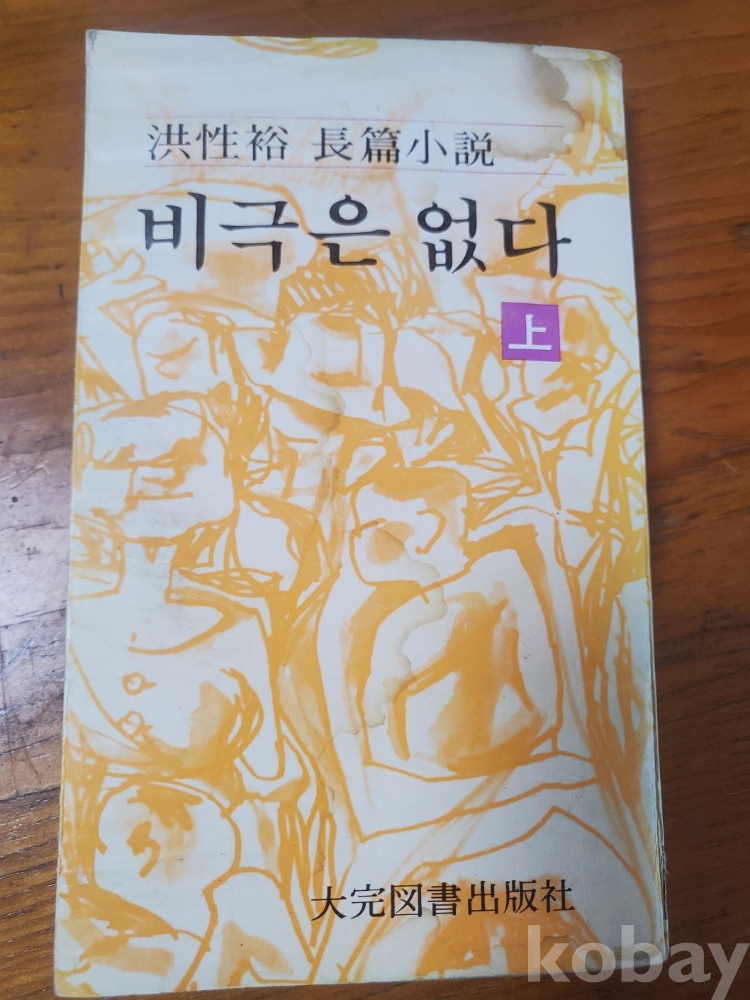 洪性裕 長篇小説
비극은 없다
上
大完図書出版社
kobay